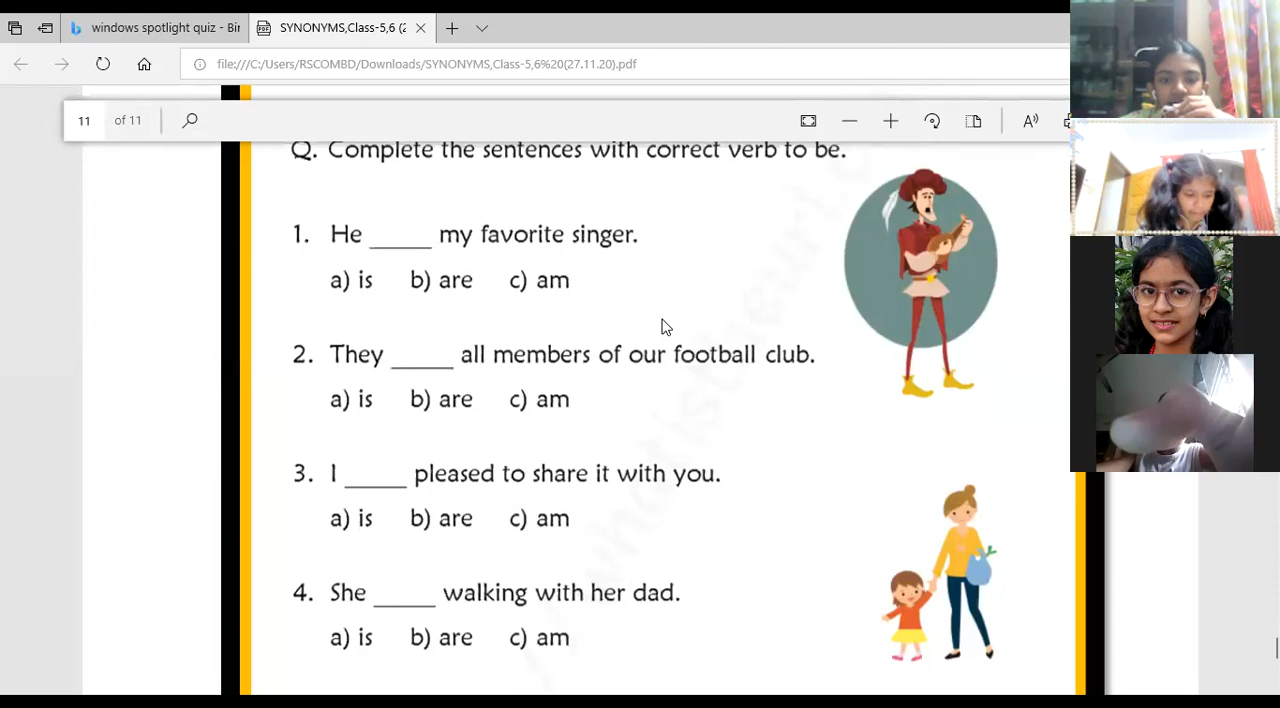 windows spotlight quiz - Bir
SYNONYMS,Class-5,6 (2
file:///C:/Users/RSCOMBD/Downloads/SYNONYMS,Class-5,6%20(27.11.20).pdf
11 of 11
Q. Complete the sentences with correct verb to be.
1. He _____ my favorite singer.
a) is b) are c) am
2. They _____ all members of our football club.
a) is b) are c) am
3. I _____ pleased to share it with you.
a) is b) are c) am
4. She _____ walking with her dad.
a) is b) are c) am